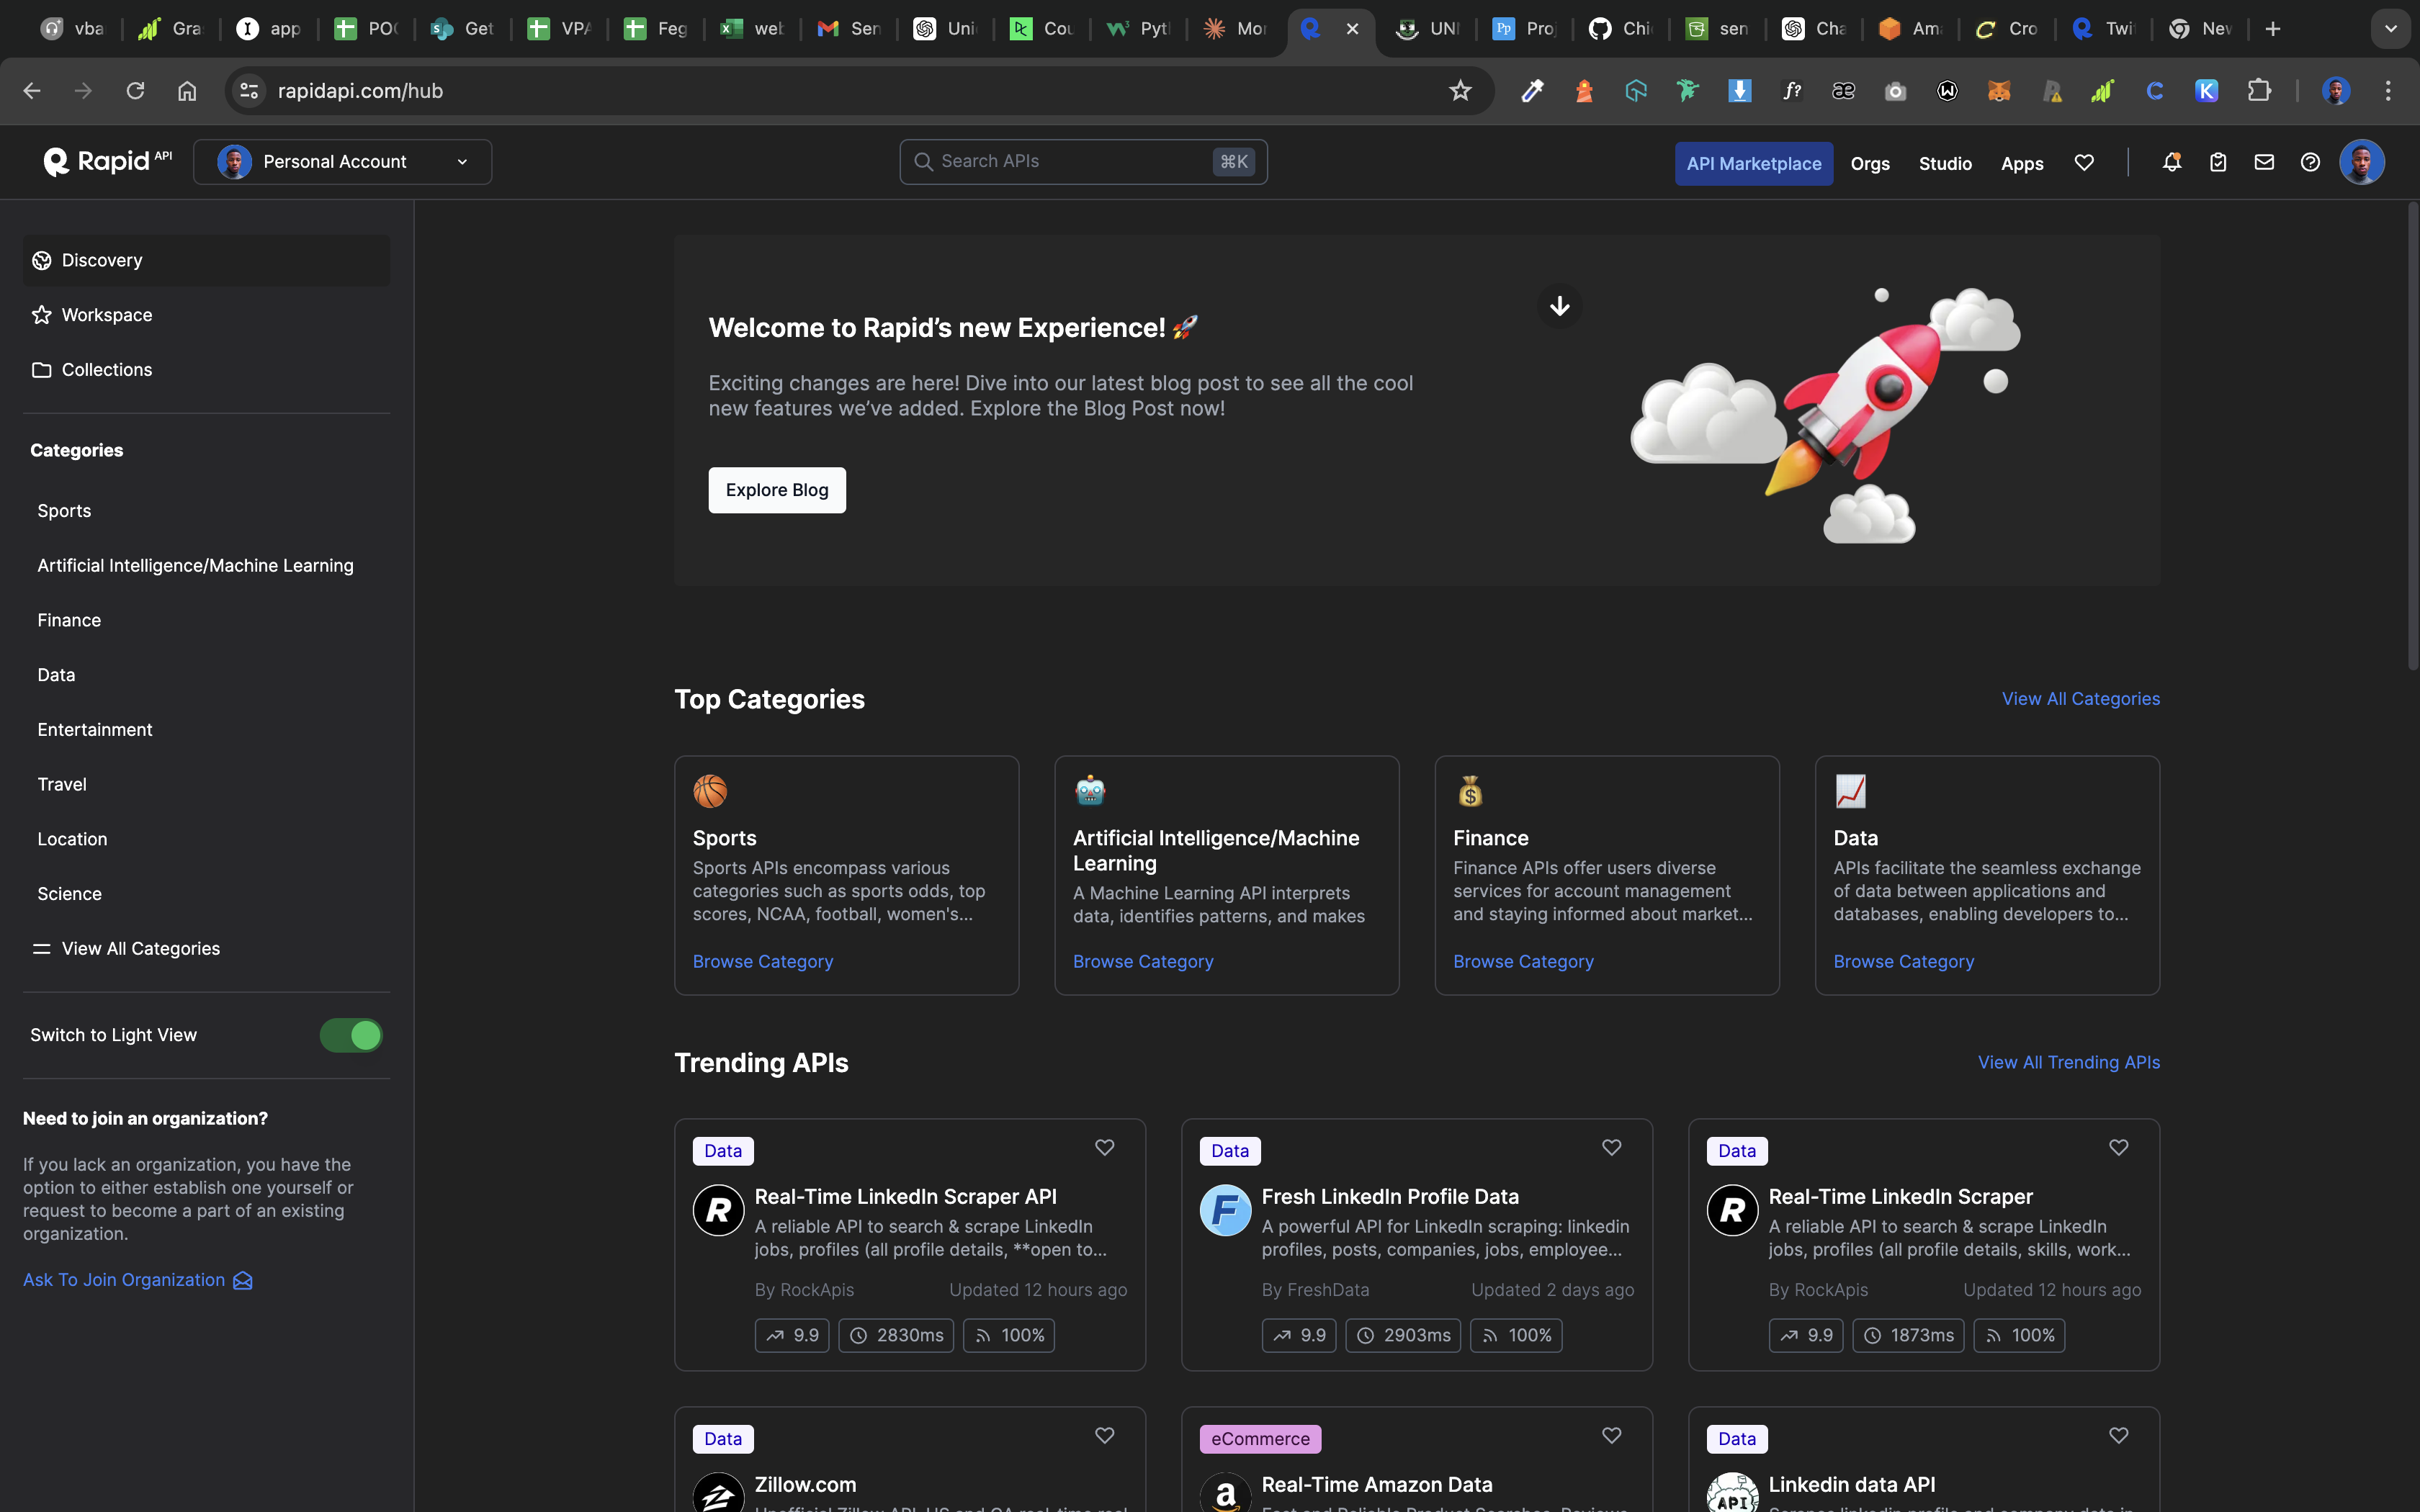 vba
Gra
app
POC
Get
VPA
Feg
web
Sen
Uni
Cou
Pyt
Mor
UNI
Proj
Chi
sen
Cha
Ama
Cro
Twi
New
rapidapi.com/hub
Rapid API
Personal Account
Search APIs
⌘K
API Marketplace
Orgs
Studio
Apps
Discovery
Workspace
Collections
Categories
Sports
Artificial Intelligence/Machine Learning
Finance
Data
Entertainment
Travel
Location
Science
View All Categories
Switch to Light View
Need to join an organization?
If you lack an organization, you have the
option to either establish one yourself or
request to become a part of an existing
organization.
Ask To Join Organization
Welcome to Rapid’s new Experience! 🚀
Exciting changes are here! Dive into our latest blog post to see all the cool
new features we’ve added. Explore the Blog Post now!
Explore Blog
Top Categories
View All Categories
Sports
Sports APIs encompass various
categories such as sports odds, top
scores, NCAA, football, women's...
Browse Category
Artificial Intelligence/Machine
Learning
A Machine Learning API interprets
data, identifies patterns, and makes
Browse Category
Finance
Finance APIs offer users diverse
services for account management
and staying informed about market...
Browse Category
Data
APIs facilitate the seamless exchange
of data between applications and
databases, enabling developers to...
Browse Category
Trending APIs
View All Trending APIs
Data
Real-Time LinkedIn Scraper API
A reliable API to search & scrape LinkedIn
jobs, profiles (all profile details, **open to...
By RockApis
Updated 12 hours ago
9.9
2830ms
100%
Data
Fresh LinkedIn Profile Data
A powerful API for LinkedIn scraping: linkedin
profiles, posts, companies, jobs, employee...
By FreshData
Updated 2 days ago
9.9
2903ms
100%
Data
Real-Time LinkedIn Scraper
A reliable API to search & scrape LinkedIn
jobs, profiles (all profile details, skills, work...
By RockApis
Updated 12 hours ago
9.9
1873ms
100%
Data
Zillow.com
eCommerce
Real-Time Amazon Data
Data
API
Linkedin data API